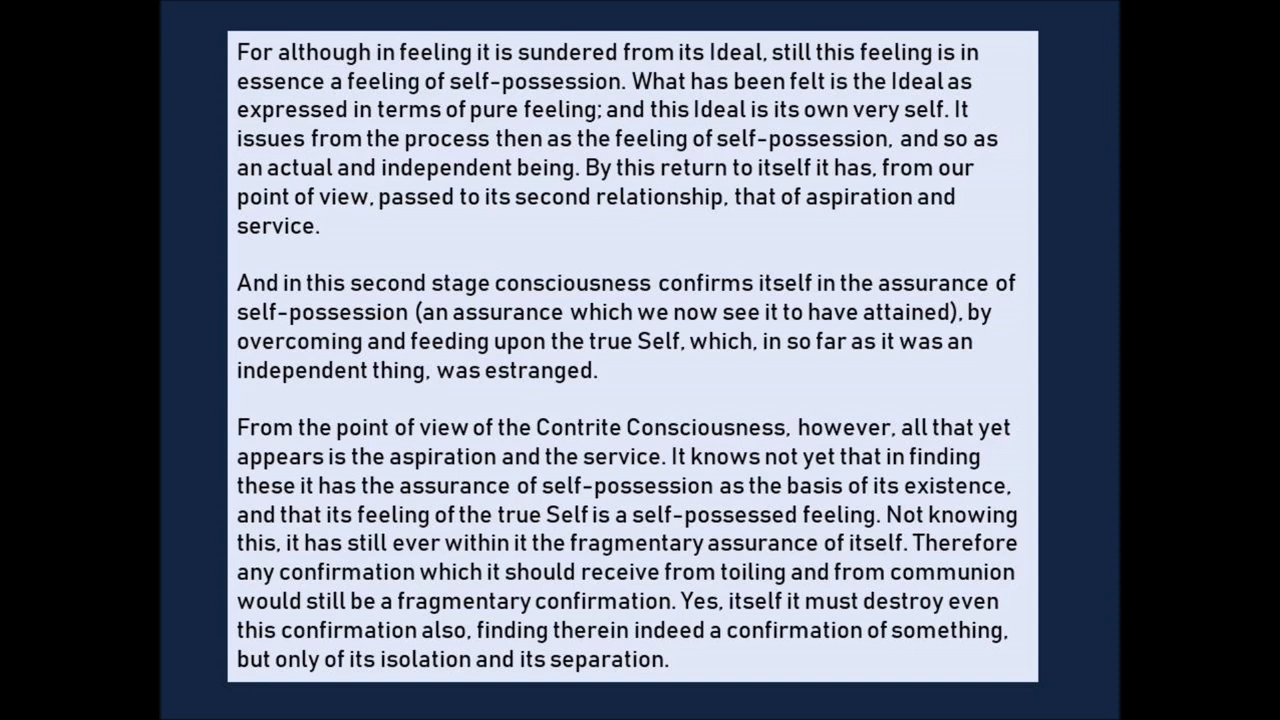 For although in feeling it is sundered from its Ideal, still this feeling is in
essence a feeling of self-possession. What has been felt is the Ideal as
expressed in terms of pure feeling; and this Ideal is its own very self. It
issues from the process then as the feeling of self-possession, and so as
an actual and independent being. By this return to itself it has, from our
point of view, passed to its second relationship, that of aspiration and
service.
And in this second stage consciousness confirms itself in the assurance of
self-possession (an assurance which we now see it to have attained), by
overcoming and feeding upon the true Self, which, in so far as it was an
independent thing, was estranged.
From the point of view of the Contrite Consciousness, however, all that yet
appears is the aspiration and the service. It knows not yet that in finding
these it has the assurance of self-possession as the basis of its existence,
and that its feeling of the true Self is a self-possessed feeling. Not knowing
this, it has still ever within it the fragmentary assurance of itself. Therefore
any confirmation which it should receive from toiling and from communion
would still be a fragmentary confirmation. Yes, itself it must destroy even
this confirmation also, finding therein indeed a confirmation of something,
but only of its isolation and its separation.